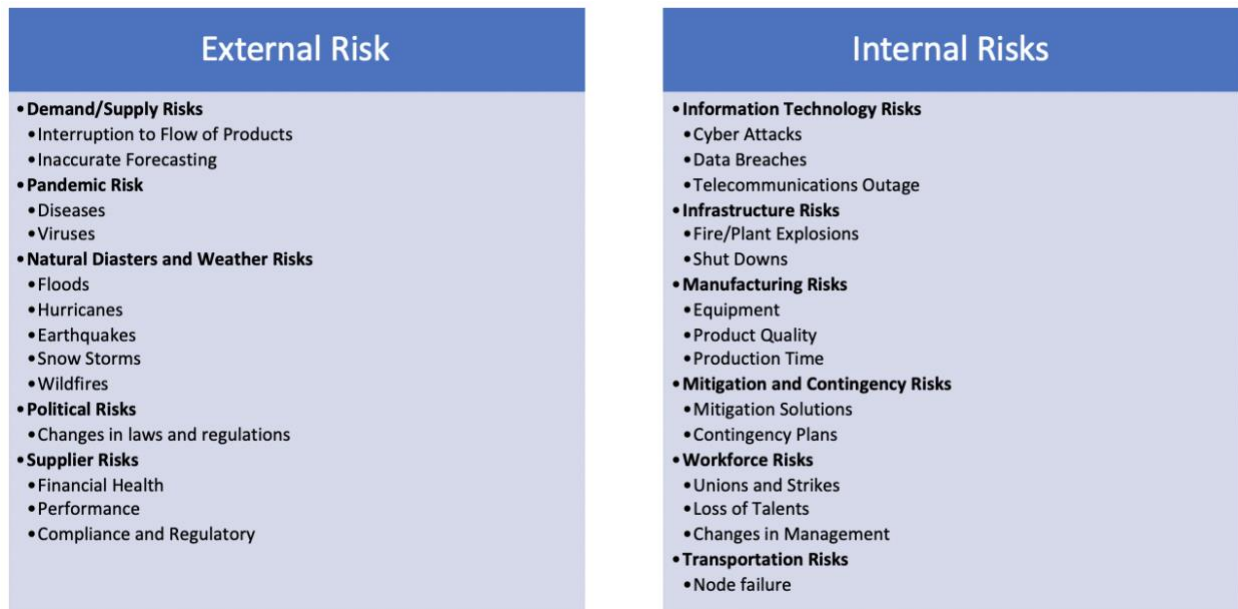 External Risk
• Demand/Supply Risks
• Interruption to Flow of Products
• Inaccurate Forecasting
• Pandemic Risk
• Diseases
• Viruses
• Natural Diasters and Weather Risks
• Floods
• Hurricanes
• Earthquakes
• Snow Storms
• Wildfires
• Political Risks
• Changes in laws and regulations
• Supplier Risks
• Financial Health
• Performance
• Compliance and Regulatory
Internal Risks
• Information Technology Risks
• Cyber Attacks
• Data Breaches
• Telecommunications Outage
• Infrastructure Risks
• Fire/Plant Explosions
• Shut Downs
• Manufacturing Risks
• Equipment
• Product Quality
• Production Time
• Mitigation and Contingency Risks
• Mitigation Solutions
• Contingency Plans
• Workforce Risks
• Unions and Strikes
• Loss of Talents
• Changes in Management
• Transportation Risks
• Node failure